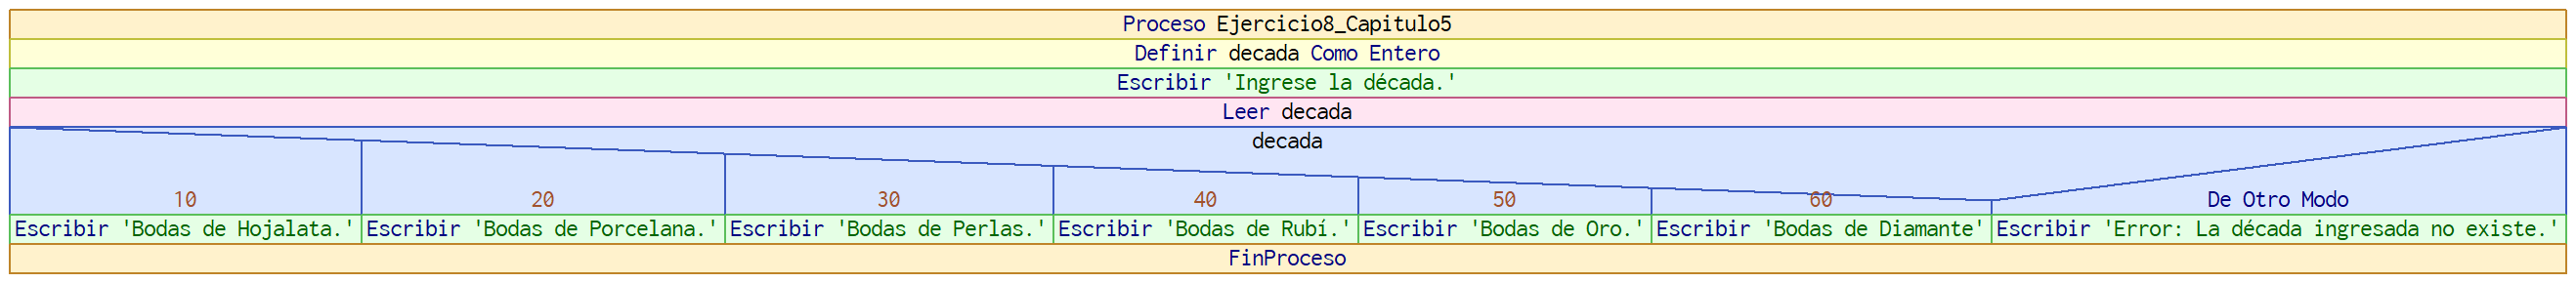 Proceso Ejercicio8_Capitulo5
Definir decada Como Entero
Escribir 'Ingrese la década.'
Leer decada
decada
10 20 30 40 50 60 De Otro Modo
Escribir 'Bodas de Hojalata.' Escribir 'Bodas de Porcelana.' Escribir 'Bodas de Perlas.' Escribir 'Bodas de Rubí.' Escribir 'Bodas de Oro.' Escribir 'Bodas de Diamante' Escribir 'Error: La década ingresada no existe.'
FinProceso